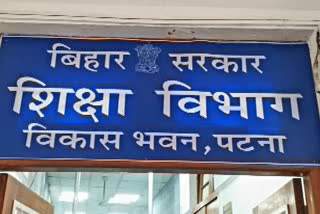 बिहार सरकार
शिक्षा विभाग
विकास भवन, पटना